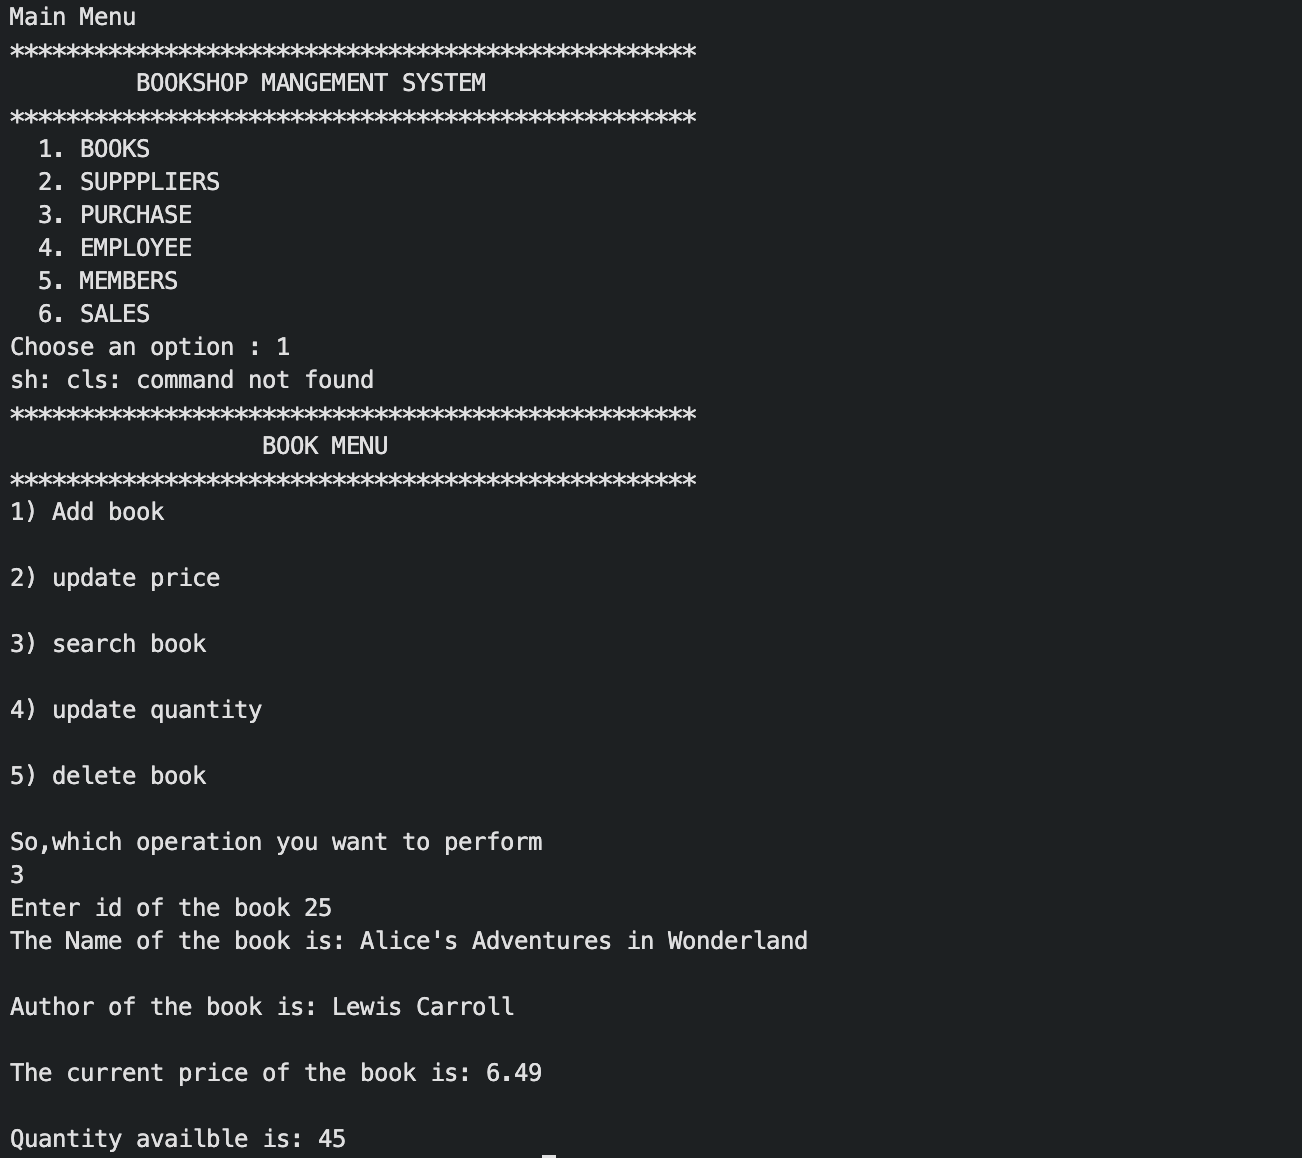 Main Menu
*************************************************
BOOKSHOP MANGEMENT SYSTEM
*************************************************
1. BOOKS
2. SUPPPLIERS
3. PURCHASE
4. EMPLOYEE
5. MEMBERS
6. SALES
Choose an option : 1
sh: cls: command not found
*************************************************
BOOK MENU
*************************************************
1) Add book
2) update price
3) search book
4) update quantity
5) delete book
So,which operation you want to perform
3
Enter id of the book 25
The Name of the book is: Alice's Adventures in Wonderland
Author of the book is: Lewis Carroll
The current price of the book is: 6.49
Quantity availble is: 45